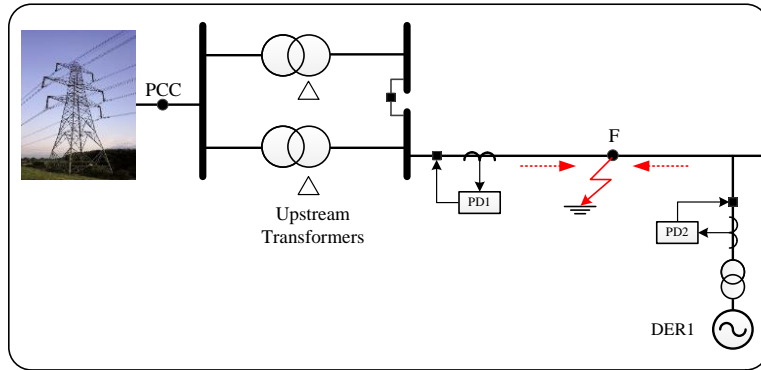 PCC
F
PD1
Upstream
Transformers
PD2
DER1